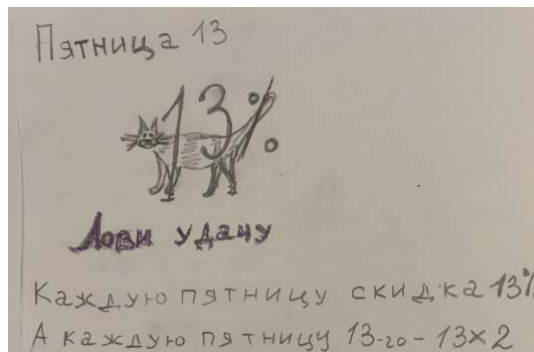 Пятница 13
13%
Лови удачу
Каждую пятницу скидка 13%
А каждую пятницу 13-го - 13×2